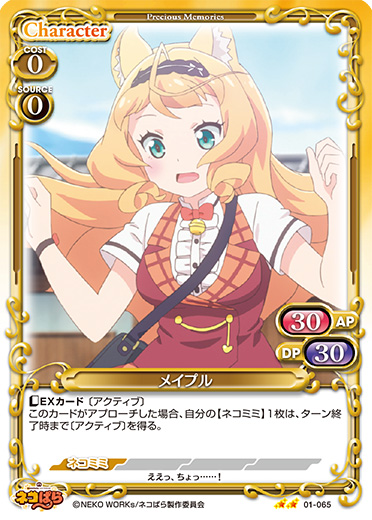 Precious Memories
Character
COST
0
SOURCE
0
30 AP
DP 30
メイプル
EXカード〔アクティブ〕
このカードがアプローチした場合、自分の【ネコミミ】1枚は、ターン終
了時まで〔アクティブ〕を得る。
ネコミミ
ええっ、ちょっ……!
ネコぱら
©NEKO WORKs/ネコぱら製作委員会
01-065